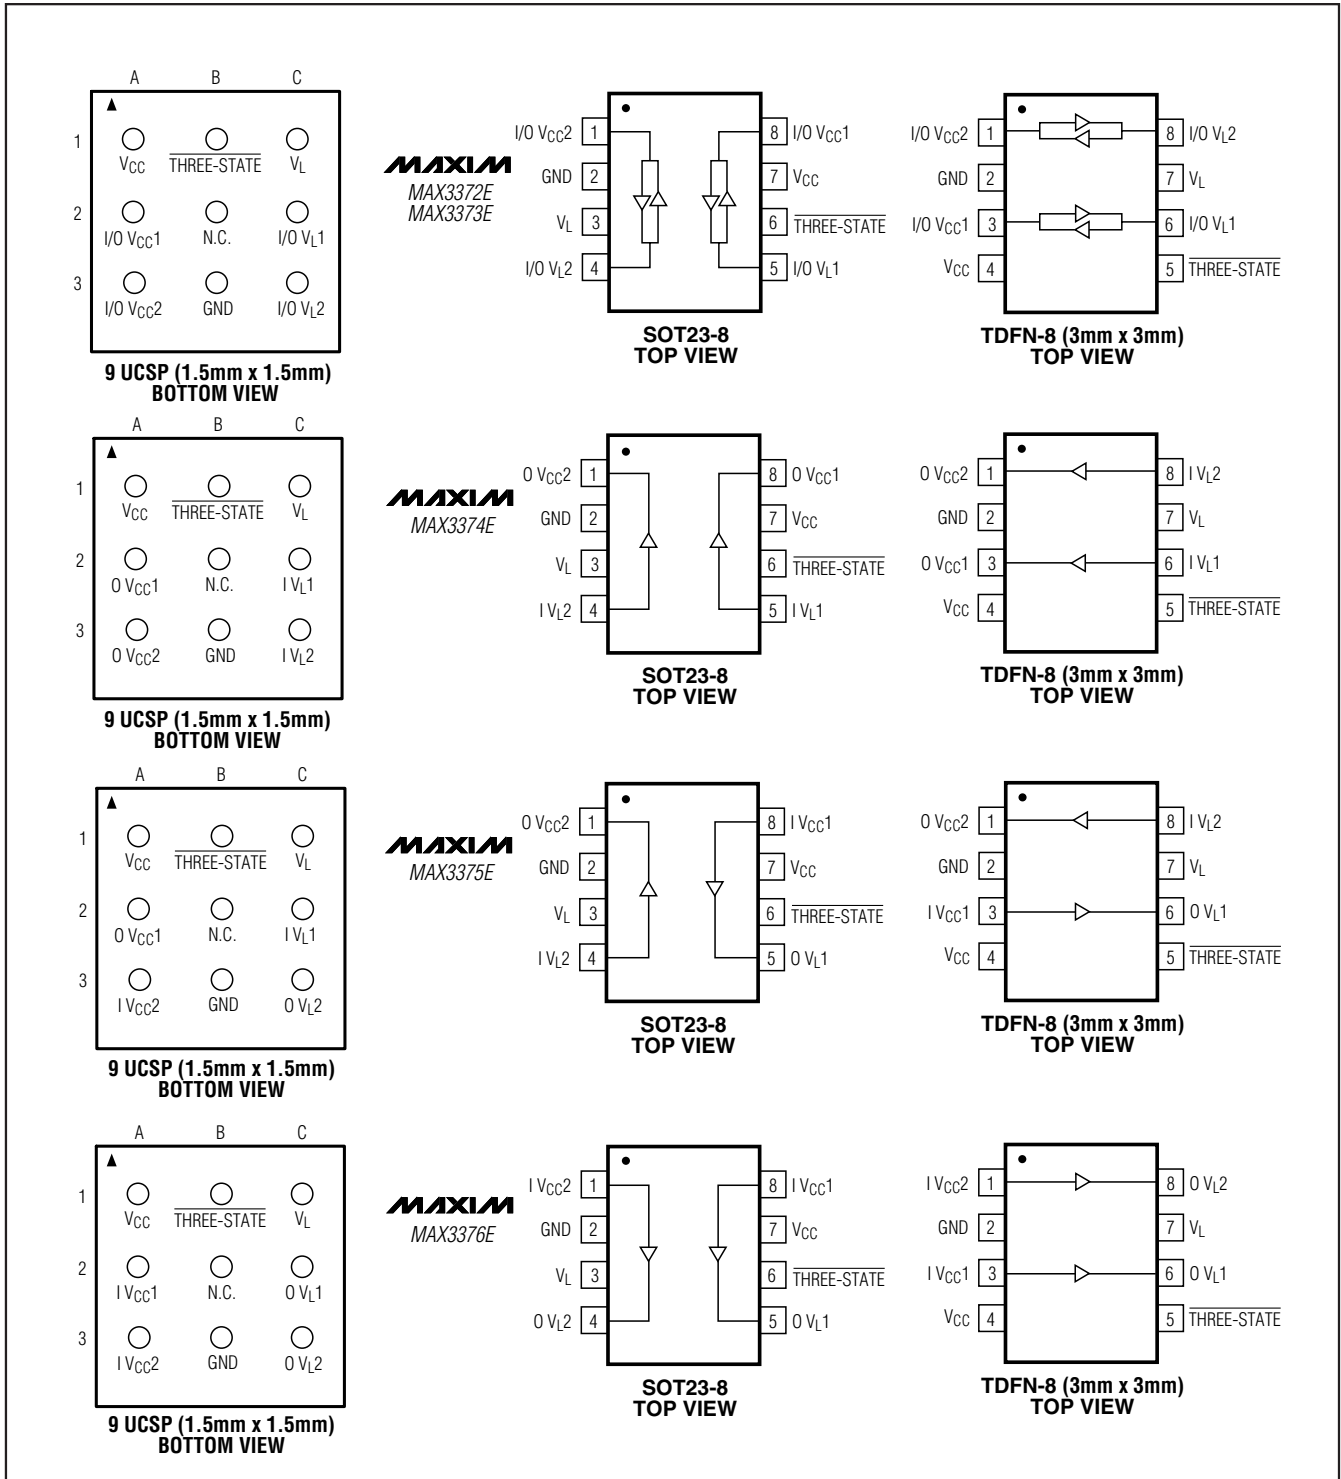 A B C
1
VCC THREE-STATE VL
2
I/O VCC1 N.C. I/O VL1
3
I/O VCC2 GND I/O VL2
9 UCSP (1.5mm x 1.5mm)
BOTTOM VIEW
MAXIM
MAX3372E
MAX3373E
I/O VCC2 1 8 I/O VCC1
GND 2 7 VCC
VL 3 6 THREE-STATE
I/O VL2 4 5 I/O VL1
SOT23-8
TOP VIEW
I/O VCC2 1 8 I/O VL2
GND 2 7 VL
I/O VCC1 3 6 I/O VL1
VCC 4 5 THREE-STATE
TDFN-8 (3mm x 3mm)
TOP VIEW
A B C
1
VCC THREE-STATE VL
2
O VCC1 N.C. I VL1
3
O VCC2 GND I VL2
9 UCSP (1.5mm x 1.5mm)
BOTTOM VIEW
MAXIM
MAX3374E
O VCC2 1 8 O VCC1
GND 2 7 VCC
VL 3 6 THREE-STATE
I VL2 4 5 I VL1
SOT23-8
TOP VIEW
O VCC2 1 8 I VL2
GND 2 7 VL
O VCC1 3 6 I VL1
VCC 4 5 THREE-STATE
TDFN-8 (3mm x 3mm)
TOP VIEW
A B C
1
VCC THREE-STATE VL
2
O VCC1 N.C. I VL1
3
I VCC2 GND O VL2
9 UCSP (1.5mm x 1.5mm)
BOTTOM VIEW
MAXIM
MAX3375E
O VCC2 1 8 I VCC1
GND 2 7 VCC
VL 3 6 THREE-STATE
I VL2 4 5 O VL1
SOT23-8
TOP VIEW
O VCC2 1 8 I VL2
GND 2 7 VL
I VCC1 3 6 O VL1
VCC 4 5 THREE-STATE
TDFN-8 (3mm x 3mm)
TOP VIEW
A B C
1
VCC THREE-STATE VL
2
I VCC1 N.C. O VL1
3
I VCC2 GND O VL2
9 UCSP (1.5mm x 1.5mm)
BOTTOM VIEW
MAXIM
MAX3376E
I VCC2 1 8 I VCC1
GND 2 7 VCC
VL 3 6 THREE-STATE
O VL2 4 5 O VL1
SOT23-8
TOP VIEW
I VCC2 1 8 O VL2
GND 2 7 VL
I VCC1 3 6 O VL1
VCC 4 5 THREE-STATE
TDFN-8 (3mm x 3mm)
TOP VIEW